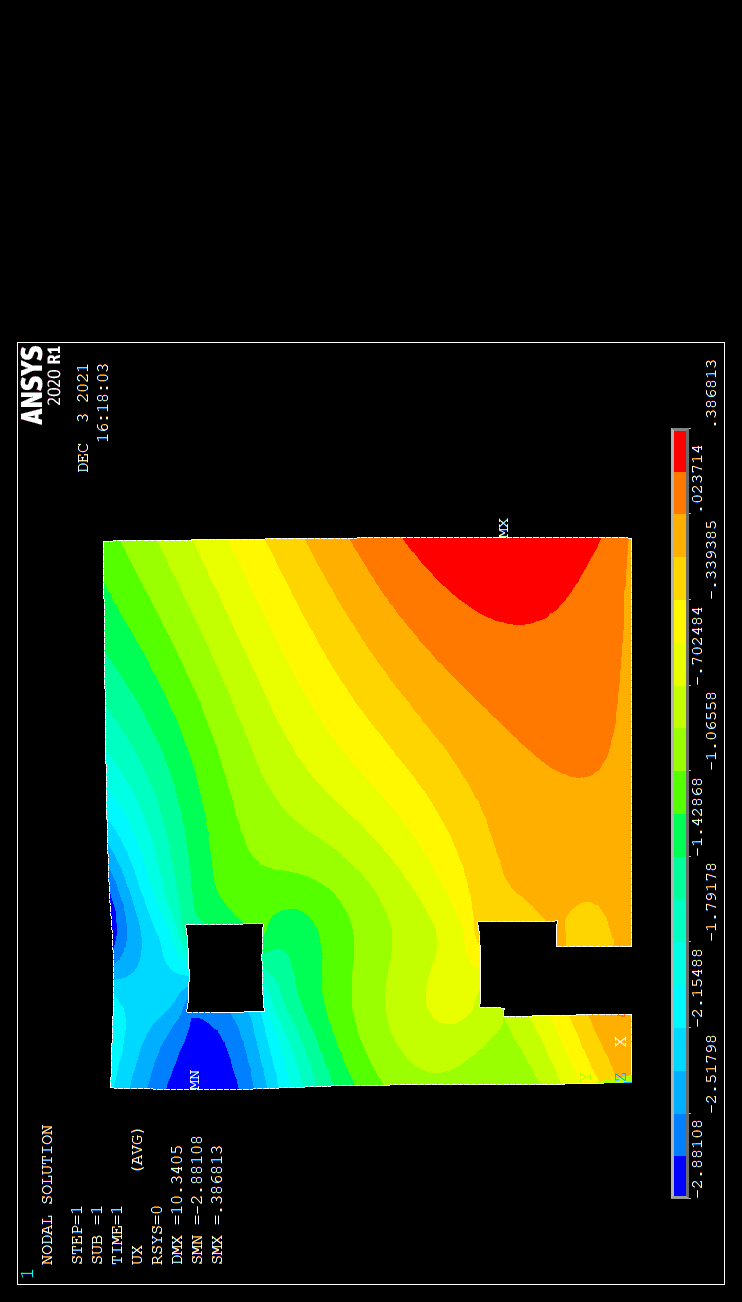 1
NODAL SOLUTION
STEP=1
SUB =1
TIME=1
UX (AVG)
RSYS=0
DMX =10.3405
SMN =-2.88108
SMX =.386813
ANSYS
2020 R1
DEC 3 2021
16:18:03
MN
MX
Y
Z X
-2.88108
-2.51798
-2.15488
-1.79178
-1.42868
-1.06558
-.702484
-.339385
.023714
.386813